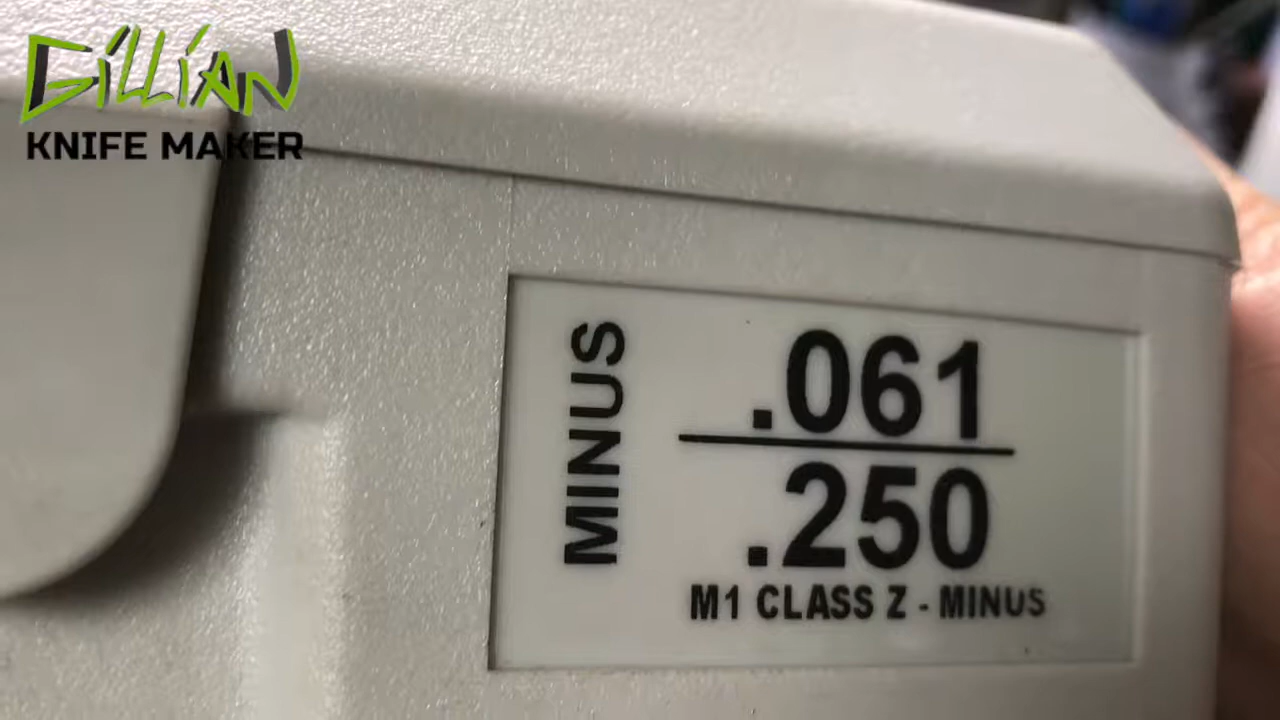 GiLLiAN
KNIFE MAKER
MINUS
.061
.250
M1 CLASS Z - MINUS